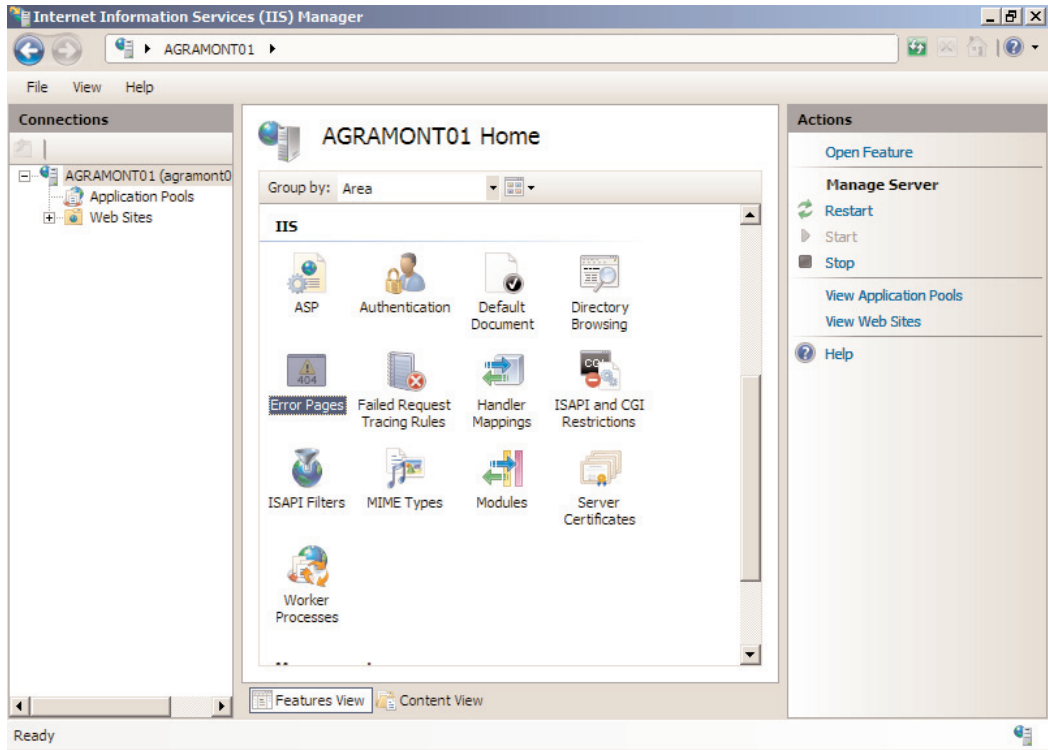 Internet Information Services (IIS) Manager
AGRAMONT01
File View Help
Connections
AGRAMONT01 (agramont0
Application Pools
Web Sites
AGRAMONT01 Home
Group by: Area
IIS
ASP
Authentication
Default
Document
Directory
Browsing
404
Error Pages
Failed Request
Tracing Rules
Handler
Mappings
CGI
ISAPI and CGI
Restrictions
ISAPI Filters
MIME Types
Modules
Server
Certificates
Worker
Processes
Features View
Content View
Actions
Open Feature
Manage Server
Restart
Start
Stop
View Application Pools
View Web Sites
Help
Ready